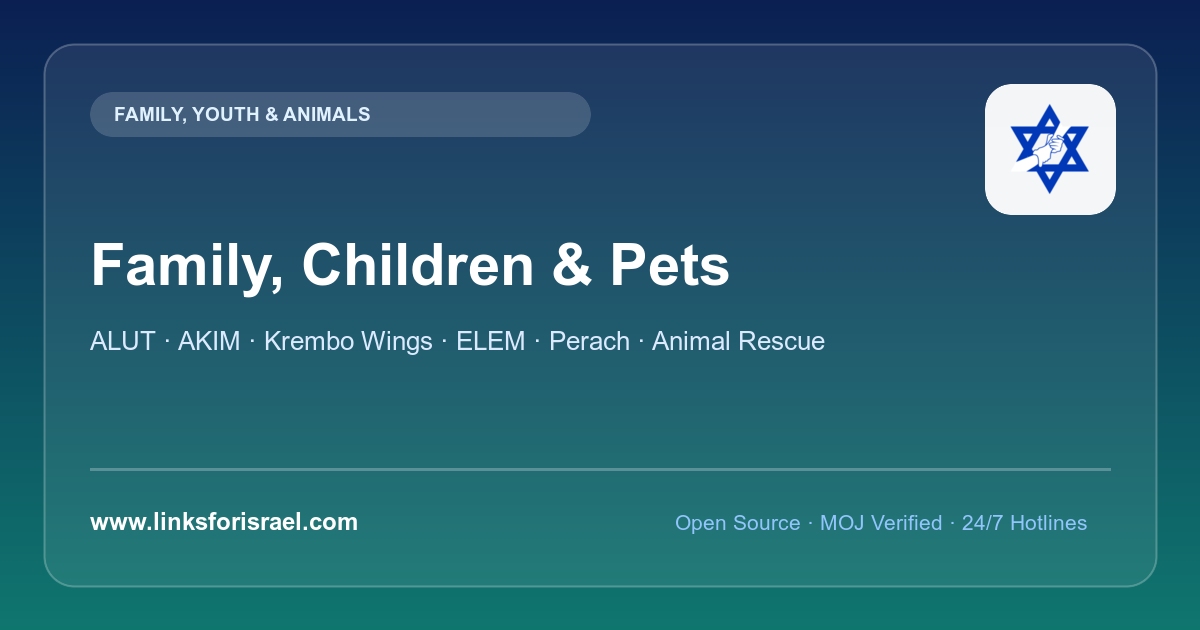 FAMILY, YOUTH & ANIMALS
Family, Children & Pets
ALUT · AKIM · Krembo Wings · ELEM · Perach · Animal Rescue
www.linksforisrael.com
Open Source · MOJ Verified · 24/7 Hotlines